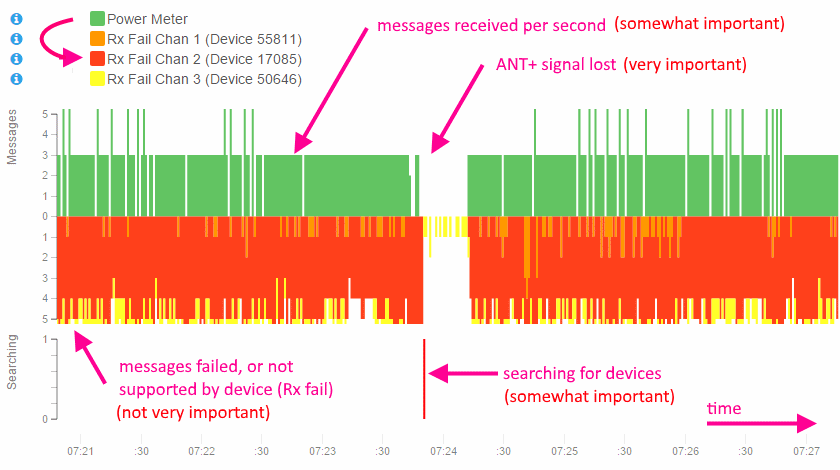 Power Meter
Rx Fail Chan 1 (Device 55811)
Rx Fail Chan 2 (Device 17085)
Rx Fail Chan 3 (Device 50646)
messages received per second (somewhat important)
ANT+ signal lost (very important)
Messages
5
4
3
2
1
0
1
2
3
4
5
Searching
1
0
messages failed, or not
supported by device (Rx fail)
(not very important)
searching for devices
(somewhat important)
time
07:21 :30 07:22 :30 07:23 :30 07:24 :30 07:25 :30 07:26 :30 07:27